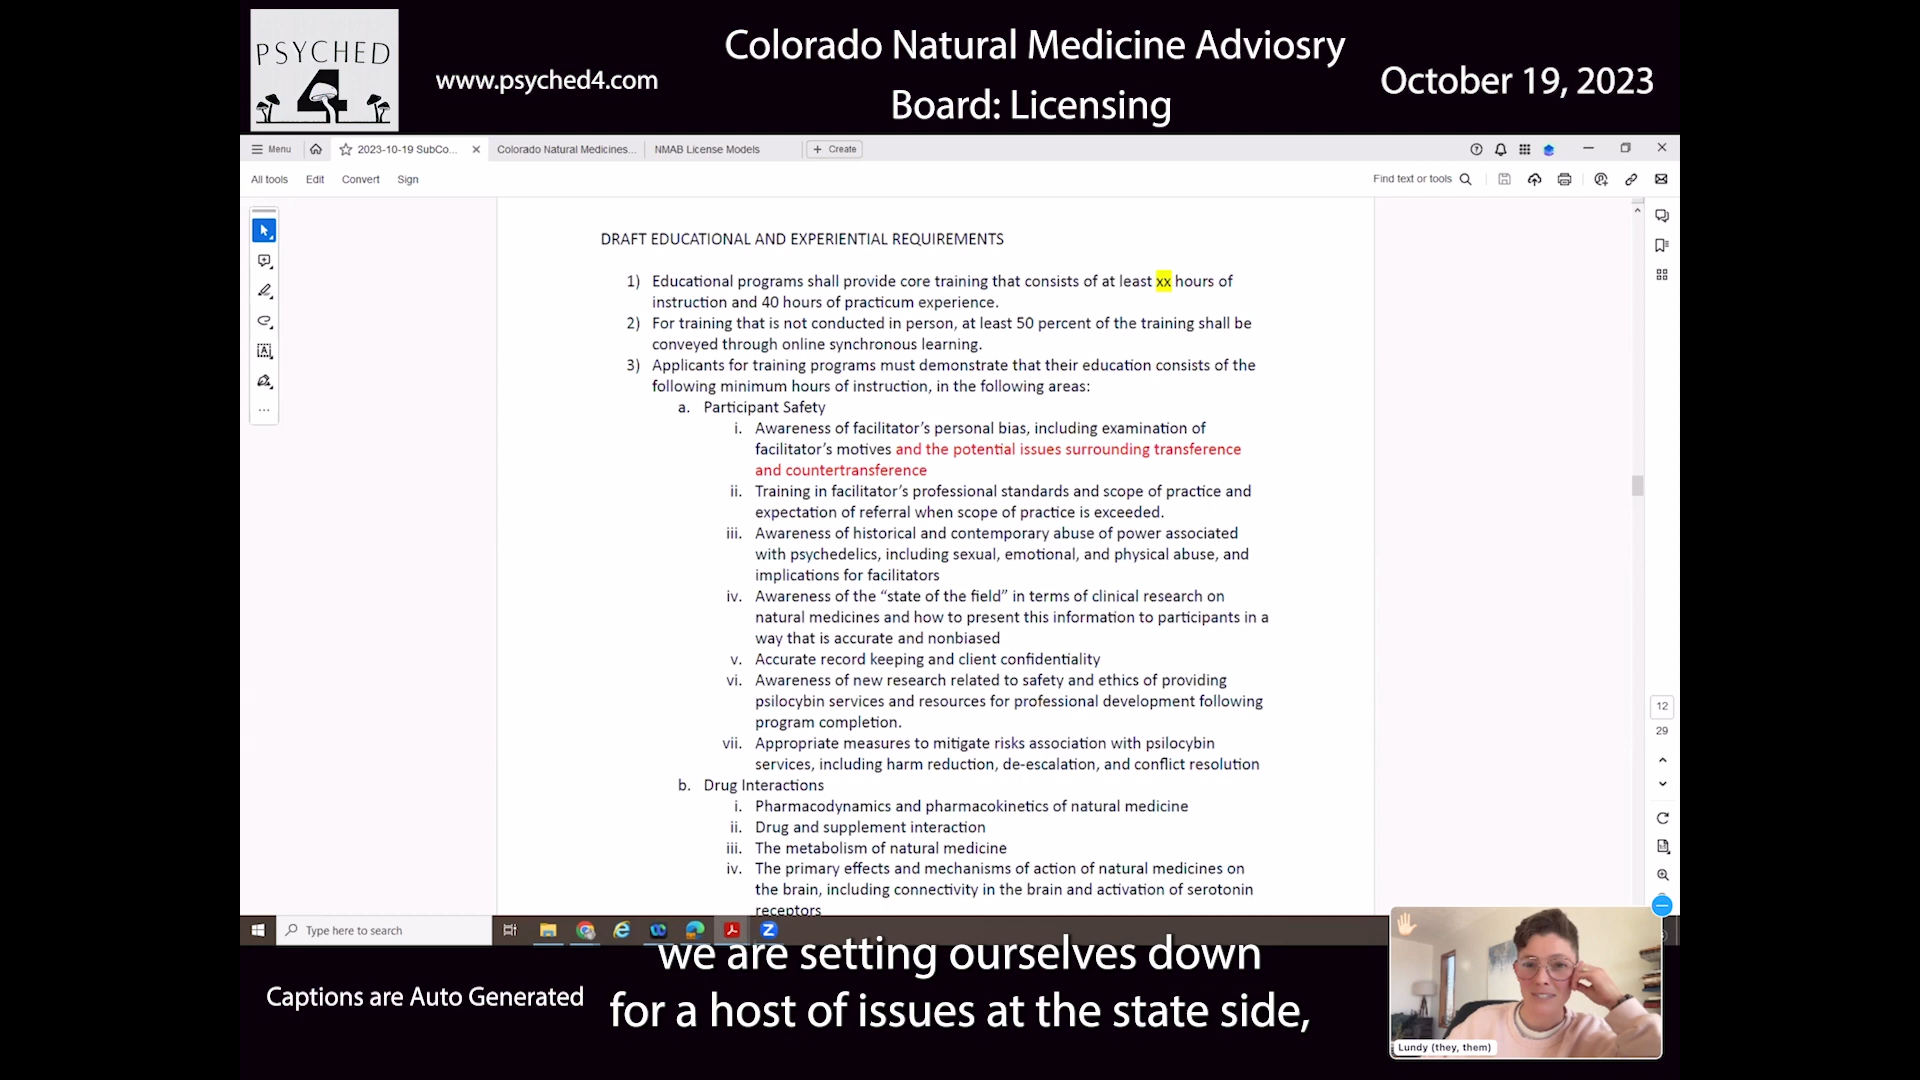 PSYCHED
4
www.psyched4.com
Colorado Natural Medicine Adviosry
Board: Licensing
October 19, 2023
Menu
2023-10-19 SubCo...
Colorado Natural Medicines...
NMAB License Models
+ Create
All tools
Edit
Convert
Sign
Find text or tools
DRAFT EDUCATIONAL AND EXPERIENTIAL REQUIREMENTS
1) Educational programs shall provide core training that consists of at least xx hours of
instruction and 40 hours of practicum experience.
2) For training that is not conducted in person, at least 50 percent of the training shall be
conveyed through online synchronous learning.
3) Applicants for training programs must demonstrate that their education consists of the
following minimum hours of instruction, in the following areas:
a. Participant Safety
i. Awareness of facilitator’s personal bias, including examination of
facilitator’s motives and the potential issues surrounding transference
and countertransference
ii. Training in facilitator’s professional standards and scope of practice and
expectation of referral when scope of practice is exceeded.
iii. Awareness of historical and contemporary abuse of power associated
with psychedelics, including sexual, emotional, and physical abuse, and
implications for facilitators
iv. Awareness of the “state of the field” in terms of clinical research on
natural medicines and how to present this information to participants in a
way that is accurate and nonbiased
v. Accurate record keeping and client confidentiality
vi. Awareness of new research related to safety and ethics of providing
psilocybin services and resources for professional development following
program completion.
vii. Appropriate measures to mitigate risks association with psilocybin
services, including harm reduction, de-escalation, and conflict resolution
b. Drug Interactions
i. Pharmacodynamics and pharmacokinetics of natural medicine
ii. Drug and supplement interaction
iii. The metabolism of natural medicine
iv. The primary effects and mechanisms of action of natural medicines on
the brain, including connectivity in the brain and activation of serotonin
receptors
12
29
Type here to search
we are setting ourselves down
for a host of issues at the state side,
Captions are Auto Generated
Lundy (they, them)